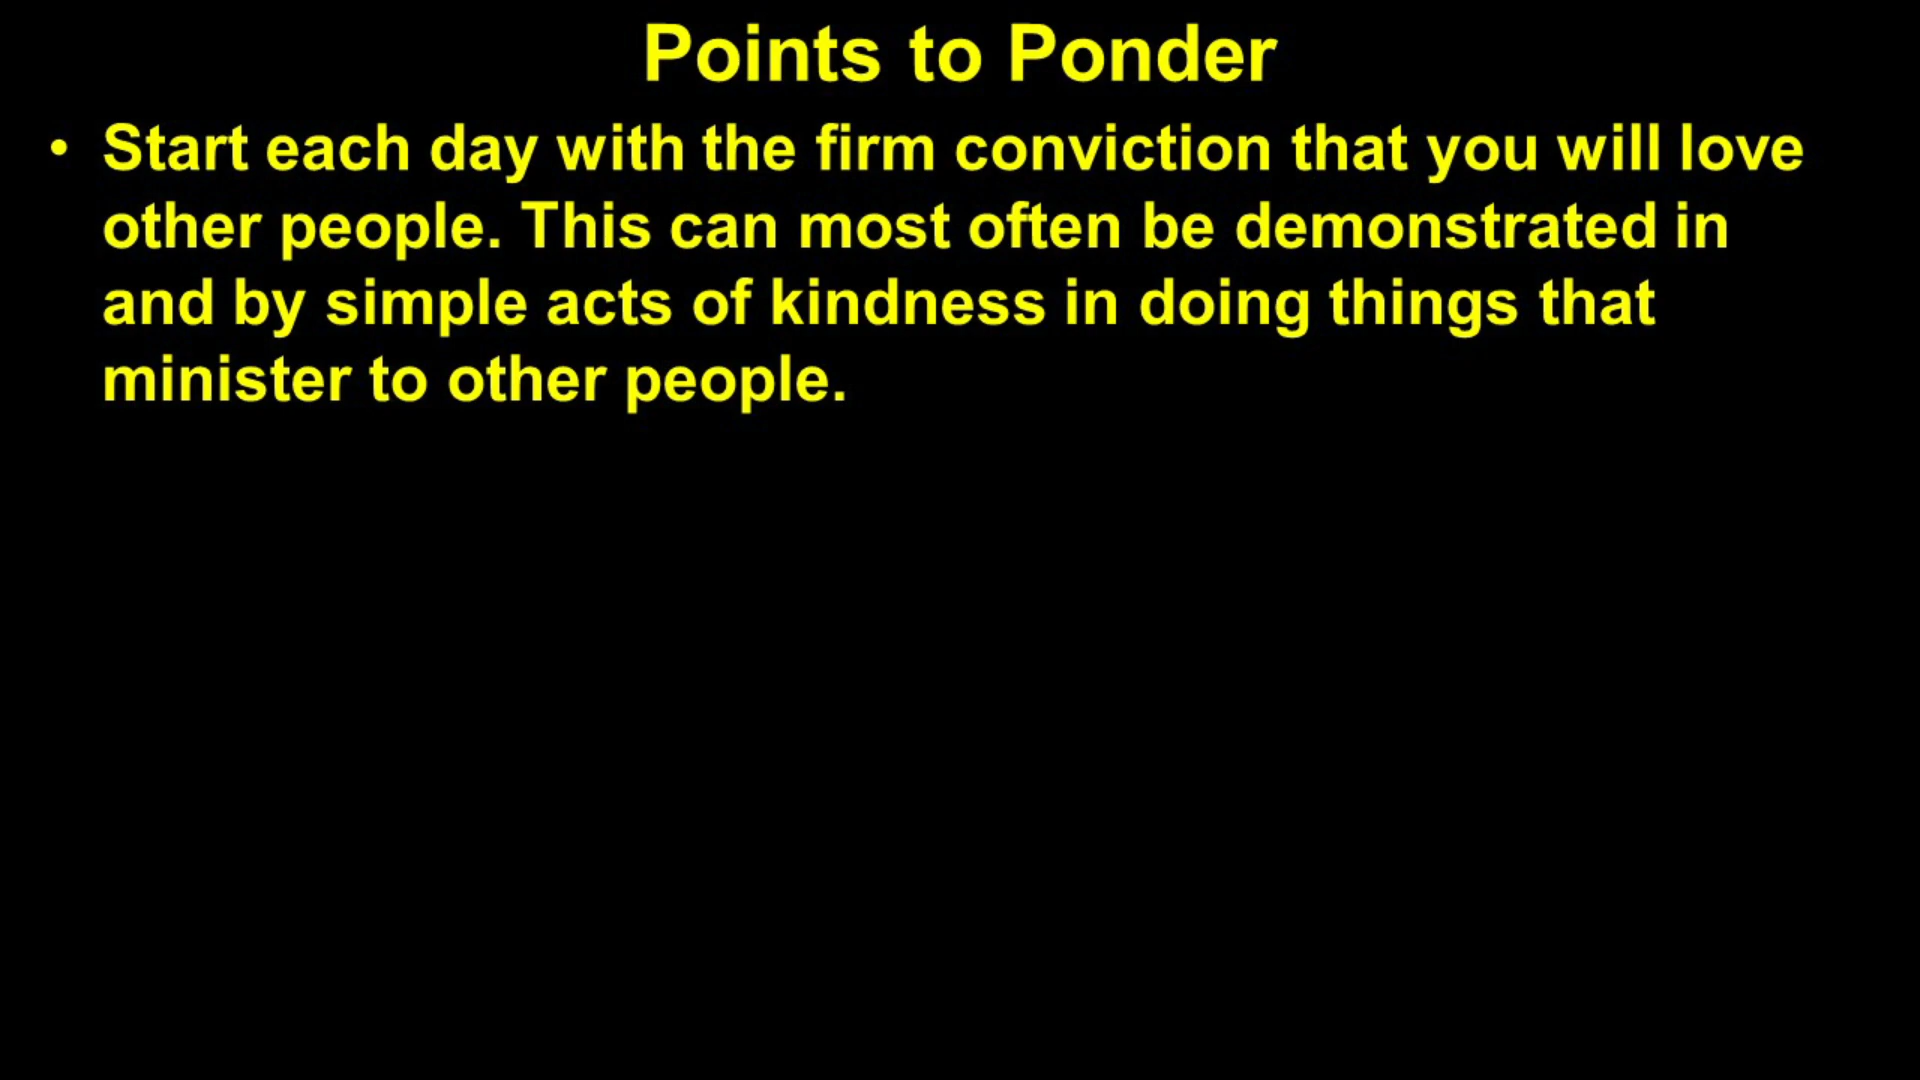 Points to Ponder
• Start each day with the firm conviction that you will love
other people. This can most often be demonstrated in
and by simple acts of kindness in doing things that
minister to other people.